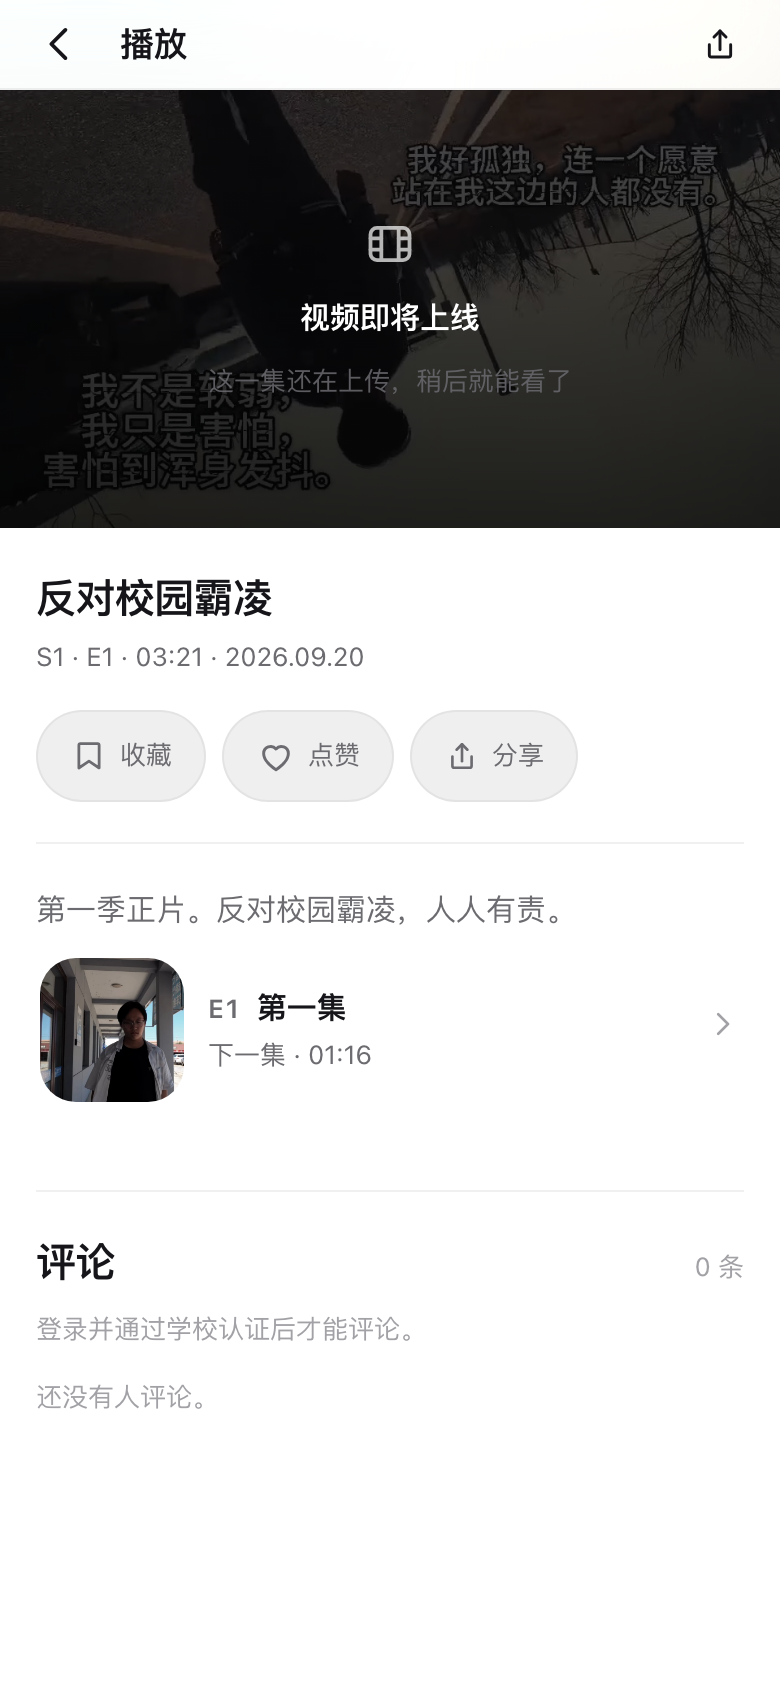 播放
我好孤独，连一个愿意
站在我这边的人都没有。
视频即将上线
这一集还在上传，稍后就能看了
我不是软弱，
我只是害怕，
害怕到浑身发抖。
反对校园霸凌
S1 · E1 · 03:21 · 2026.09.20
收藏 点赞 分享
第一季正片。反对校园霸凌，人人有责。
E1 第一集
下一集 · 01:16
评论
0 条
登录并通过学校认证后才能评论。
还没有人评论。